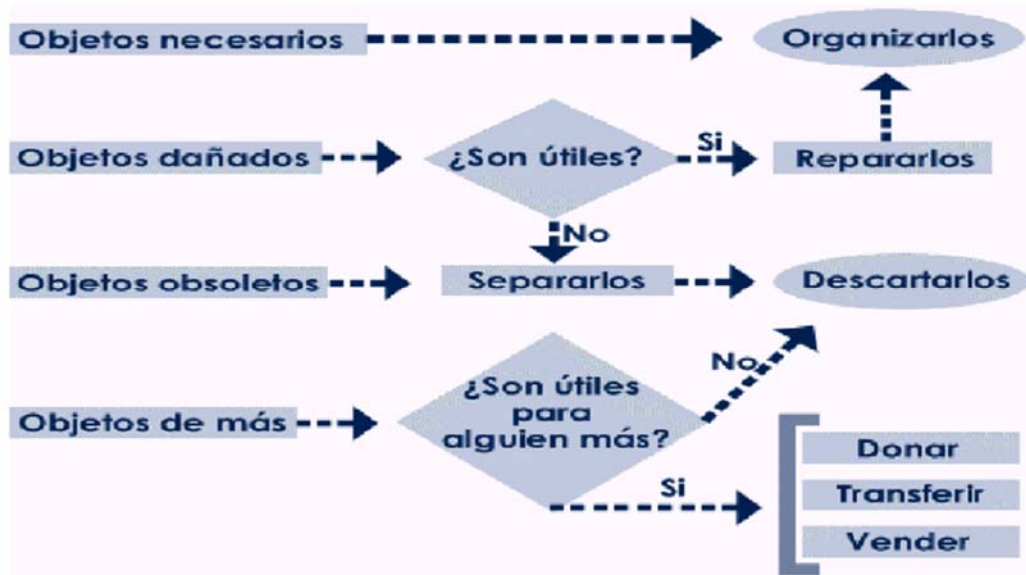 Objetos necesarios
Organizarlos
Objetos dañados
¿Son útiles?
Si
Repararlos
No
Objetos obsoletos
Separarlos
Descartarlos
Objetos de más
¿Son útiles
para
alguien más?
No
Si
Donar
Transferir
Vender